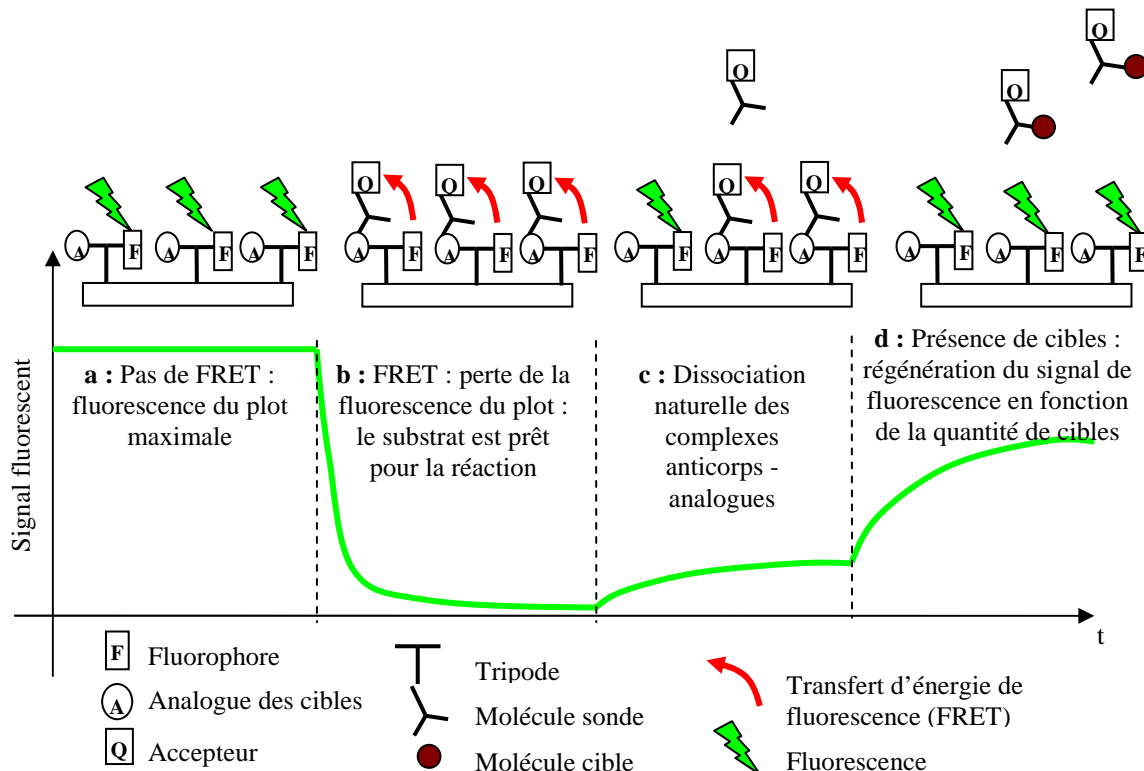 Q
Q
Q
Q
Q
Q
Q
Q
A
F
A
F
A
F
A
F
A
F
A
F
A
F
A
F
A
F
A
F
A
F
A
F
Signal fluorescent
a : Pas de FRET :
fluorescence du plot
maximale
b : FRET : perte de la
fluorescence du plot :
le substrat est prêt
pour la réaction
c : Dissociation
naturelle des
complexes
anticorps -
analogues
d : Présence de cibles :
régénération du signal de
fluorescence en fonction
de la quantité de cibles
t
F Fluorophore
A Analogue des cibles
Q Accepteur
Tripode
Molécule sonde
Molécule cible
Transfert d'énergie de
fluorescence (FRET)
Fluorescence